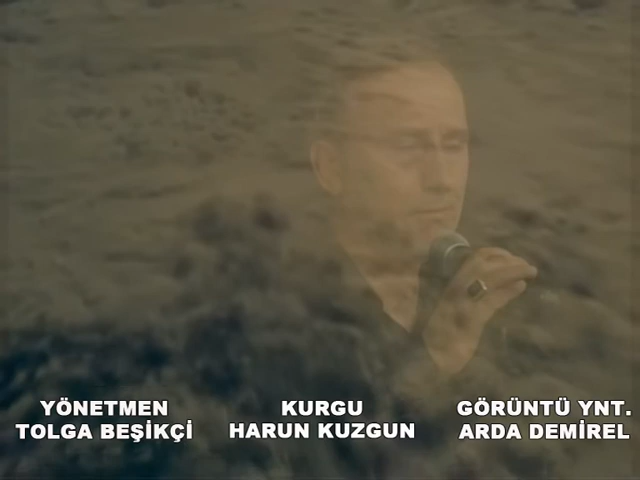 YÖNETMEN
TOLGA BEŞİKÇİ
KURGU
HARUN KUZGUN
GÖRÜNTÜ YNT.
ARDA DEMİREL